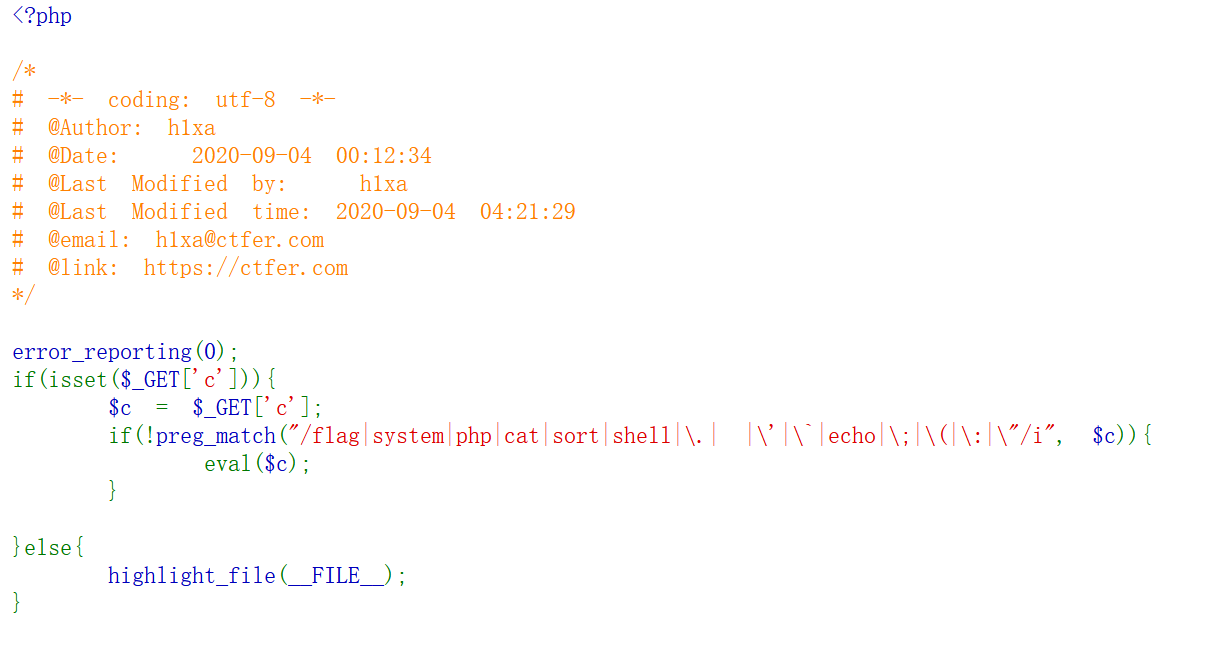 <?php
/*
# -*- coding: utf-8 -*-
# @Author: h1xa
# @Date: 2020-09-04 00:12:34
# @Last Modified by: h1xa
# @Last Modified time: 2020-09-04 04:21:29
# @email: h1xa@ctfer.com
# @link: https://ctfer.com
*/
error_reporting(0);
if(isset($_GET['c'])){
$c = $_GET['c'];
if(!preg_match("/flag|system|php|cat|sort|shell|\.| |\'|\`|echo|\;|\(|\:|\"/i", $c)){
eval($c);
}
}else{
highlight_file(__FILE__);
}